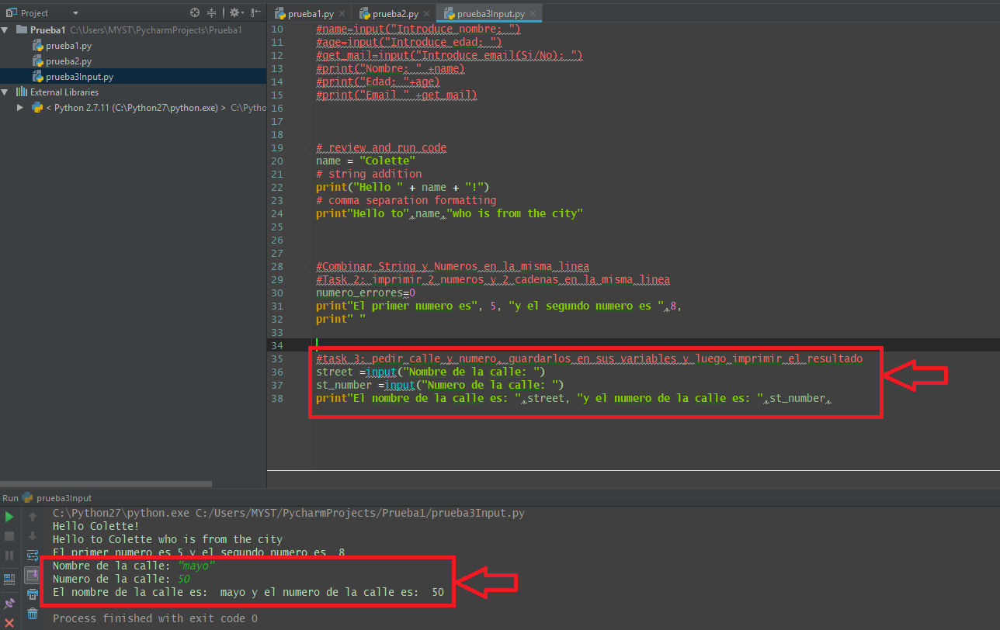 Project
prueba1.py
prueba2.py
prueba3Input.py
Prueba1 C:\Users\MYST\PycharmProjects\Prueba1
prueba1.py
prueba2.py
prueba3Input.py
External Libraries
< Python 2.7.11 (C:\Python27\python.exe) > C:\Pytho
10 #name=input("Introduce nombre: ")
11 #age=input("Introduce edad: ")
12 #get_mail=input("Introduce email(Si/No): ")
13 #print("Nombre: " +name)
14 #print("Edad: "+age)
15 #print("Email " +get_mail)
16
17
18
19 # review and run code
20 name = "Colette"
21 # string addition
22 print("Hello " + name + "!")
23 # comma separation formatting
24 print"Hello to",name,"who is from the city"
25
26
27
28 #Combinar String y Numeros en la misma linea
29 #Task 2: imprimir 2 numeros y 2 cadenas en la misma linea
30 numero_errores=0
31 print"El primer numero es", 5, "y el segundo numero es ",8,
32 print" "
33
34
35 #task 3: pedir calle y numero, guardarlos en sus variables y luego imprimir el resultado
36 street =input("Nombre de la calle: ")
37 st_number =input("Numero de la calle: ")
38 print"El nombre de la calle es: ",street, "y el numero de la calle es: ",st_number,
Run prueba3Input
C:\Python27\python.exe C:/Users/MYST/PycharmProjects/Prueba1/prueba3Input.py
Hello Colette!
Hello to Colette who is from the city
El primer numero es 5 y el segundo numero es  8
Nombre de la calle: "mayo"
Numero de la calle: 50
El nombre de la calle es:  mayo y el numero de la calle es:  50
Process finished with exit code 0